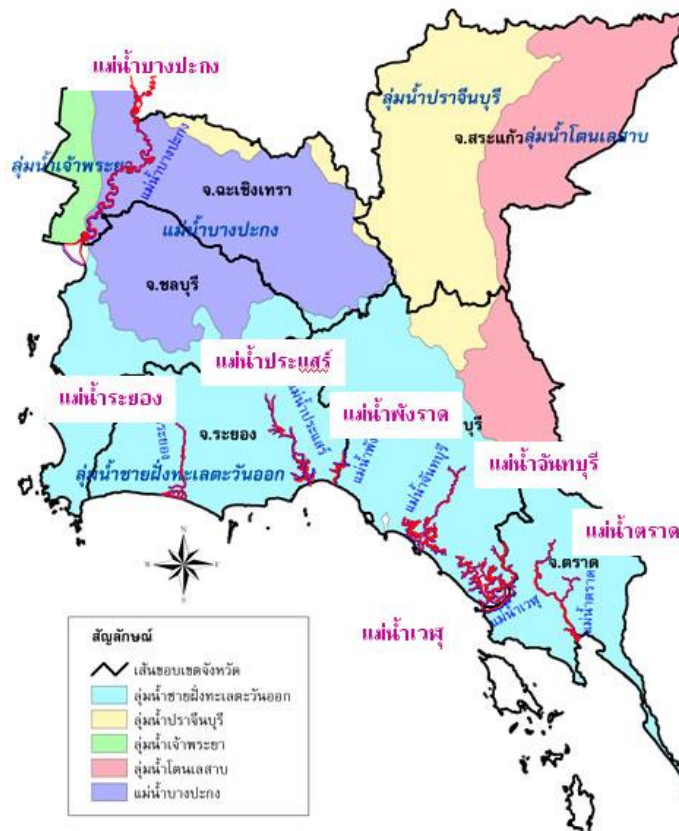 แม่น้ำบางปะกง
ลุ่มน้ำปราจีนบุรี
จ.สระแก้ว
ลุ่มน้ำโตนเลสาบ
ลุ่มน้ำเจ้าพระยา
แม่น้ำบางปะกง
จ.ฉะเชิงเทรา
แม่น้ำบางปะกง
จ.ชลบุรี
แม่น้ำประแสร์
แม่น้ำระยอง
แม่น้ำประแสร์
แม่น้ำพังราด
จ.ระยอง
บุรี
แม่น้ำจันทบุรี
ลุ่มน้ำชายฝั่งทะเลตะวันออก
แม่น้ำพัง
แม่น้ำจันทบุรี
แม่น้ำตราด
จ.ตราด
N
แม่น้ำเวฬุ
แม่น้ำตราด
แม่น้ำเวฬุ
สัญลักษณ์
เส้นขอบเขตจังหวัด
ลุ่มน้ำชายฝั่งทะเลตะวันออก
ลุ่มน้ำปราจีนบุรี
ลุ่มน้ำเจ้าพระยา
ลุ่มน้ำโตนเลสาบ
แม่น้ำบางปะกง